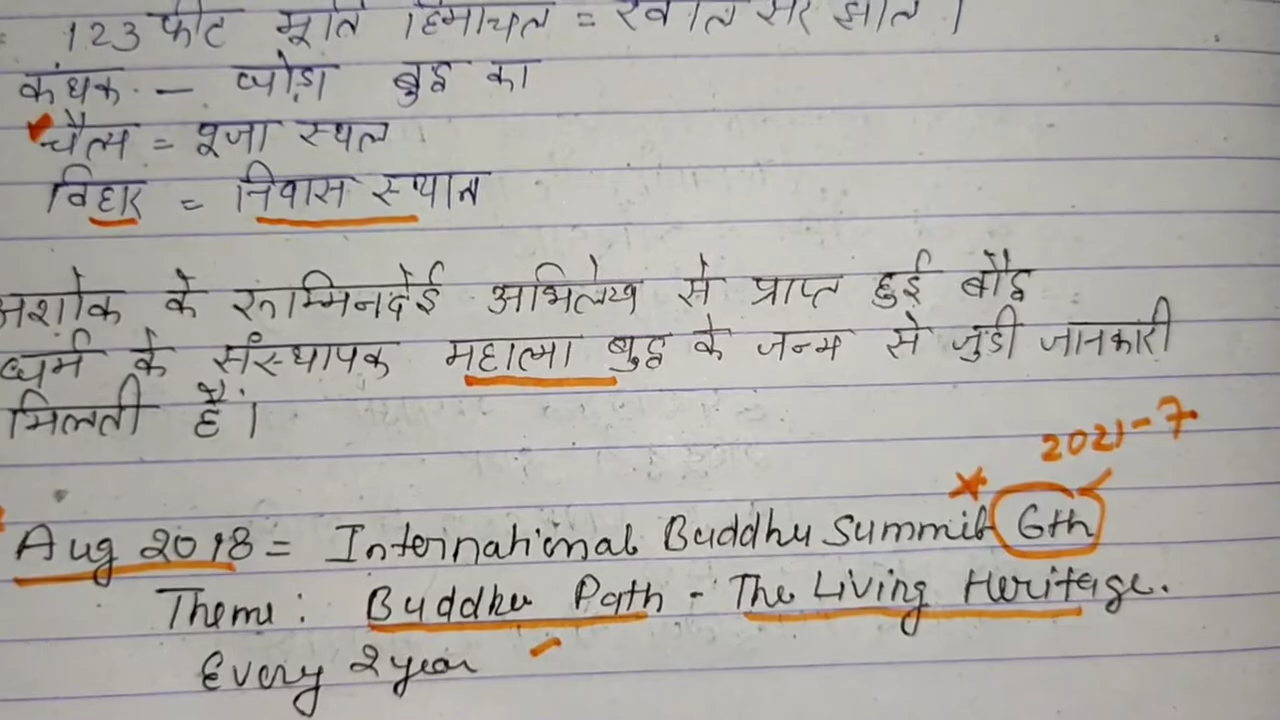 123 फीट मूर्ति हिमाचल = रवाल सर झील।
कंथक - घोड़ा बुद्ध का
चैत्य = पूजा स्थल
विहार = निवास स्थान
अशोक के रूम्मिनदेई अभिलेख से प्राप्त हुई बौद्ध
धर्म के संस्थापक महात्मा बुद्ध के जन्म से जुडी जानकारी
मिलती है।
2021-7
Aug 2018 = International Buddha Summit 6th
Theme: Buddha Path - The Living Heritage.
Every 2 year